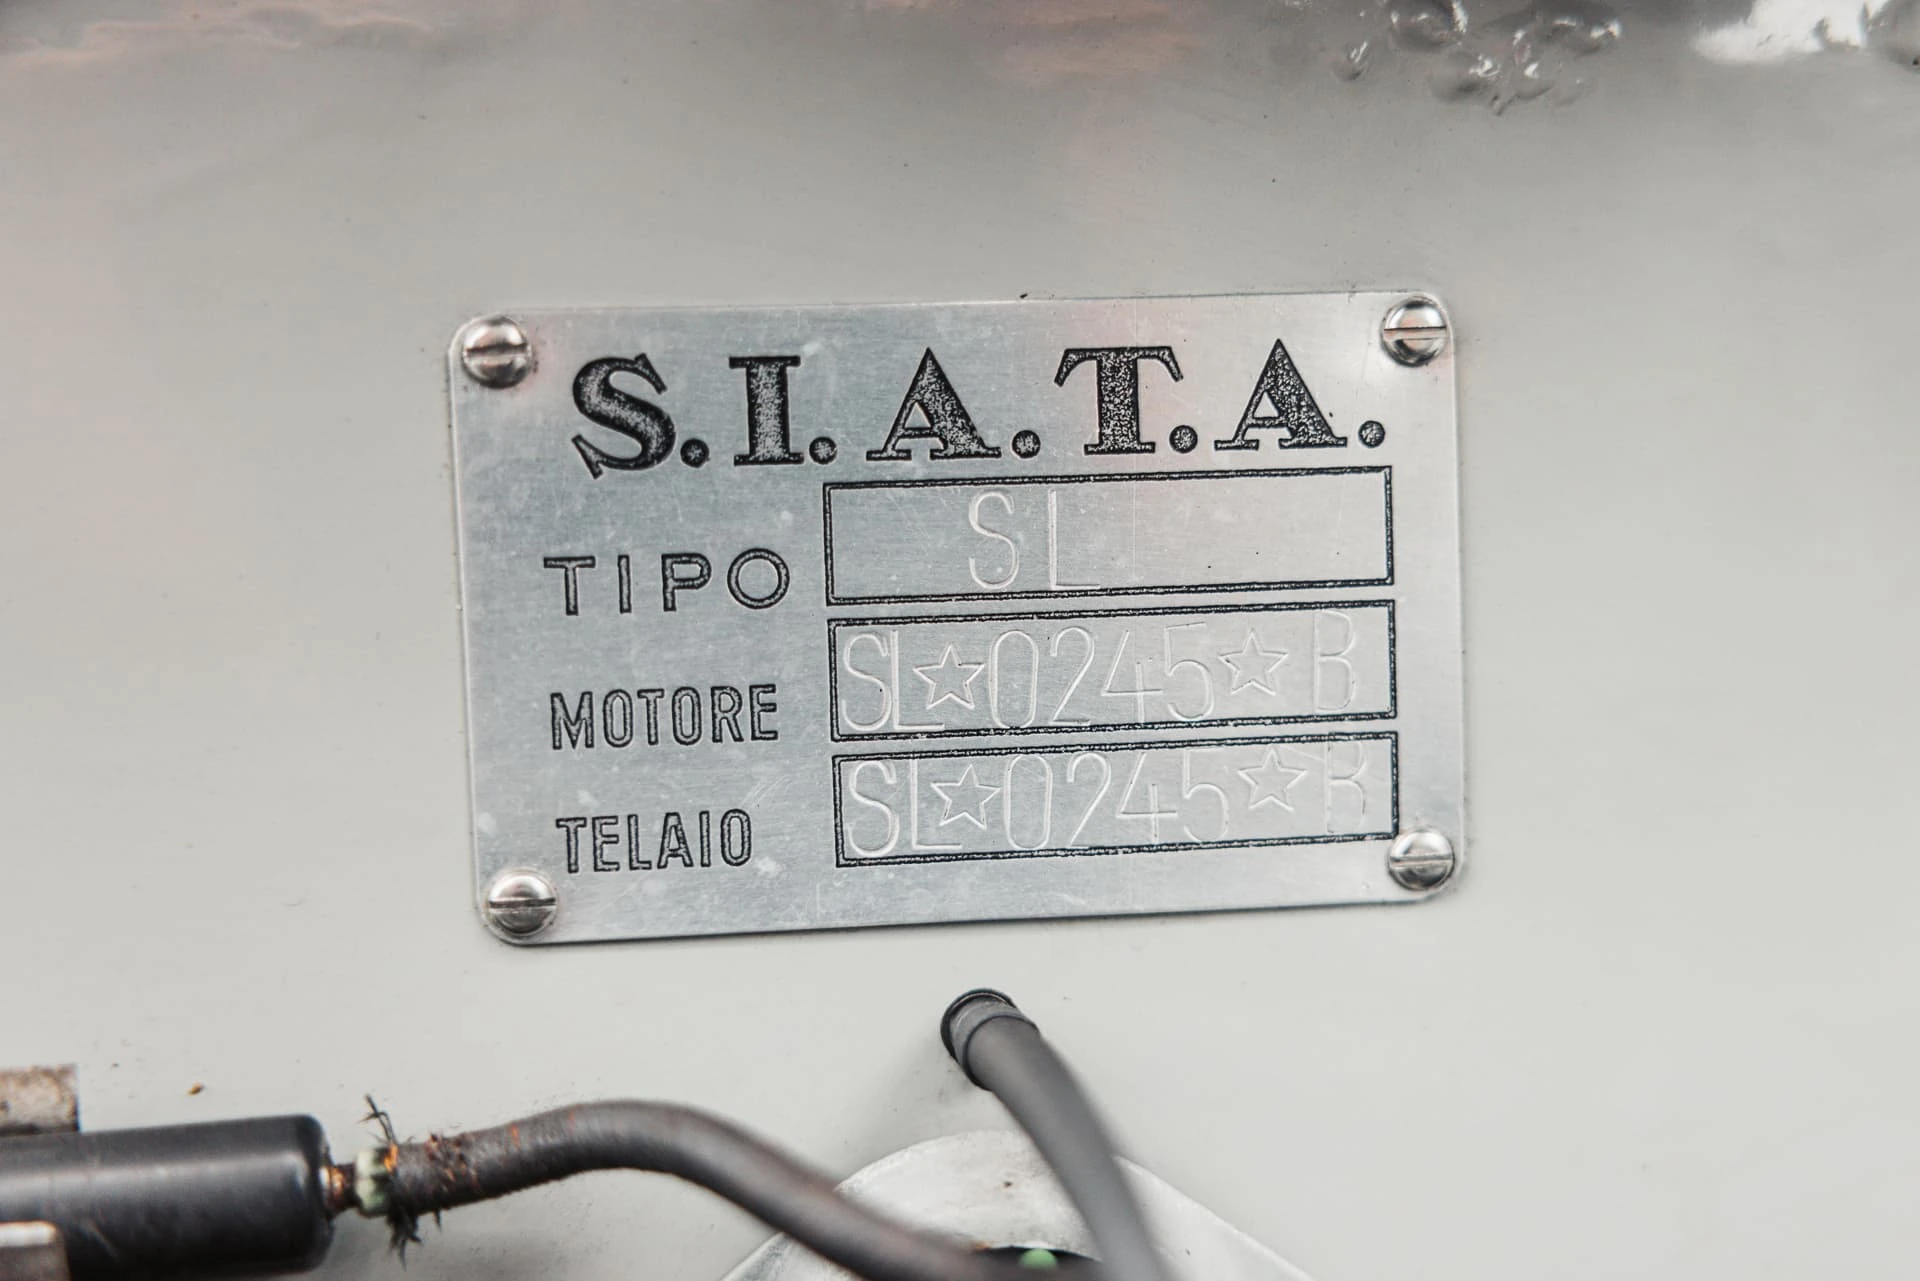 S.I.A.T.A.
TIPO SL
MOTORE SL☆0245☆B
TELAIO SL☆0245☆B